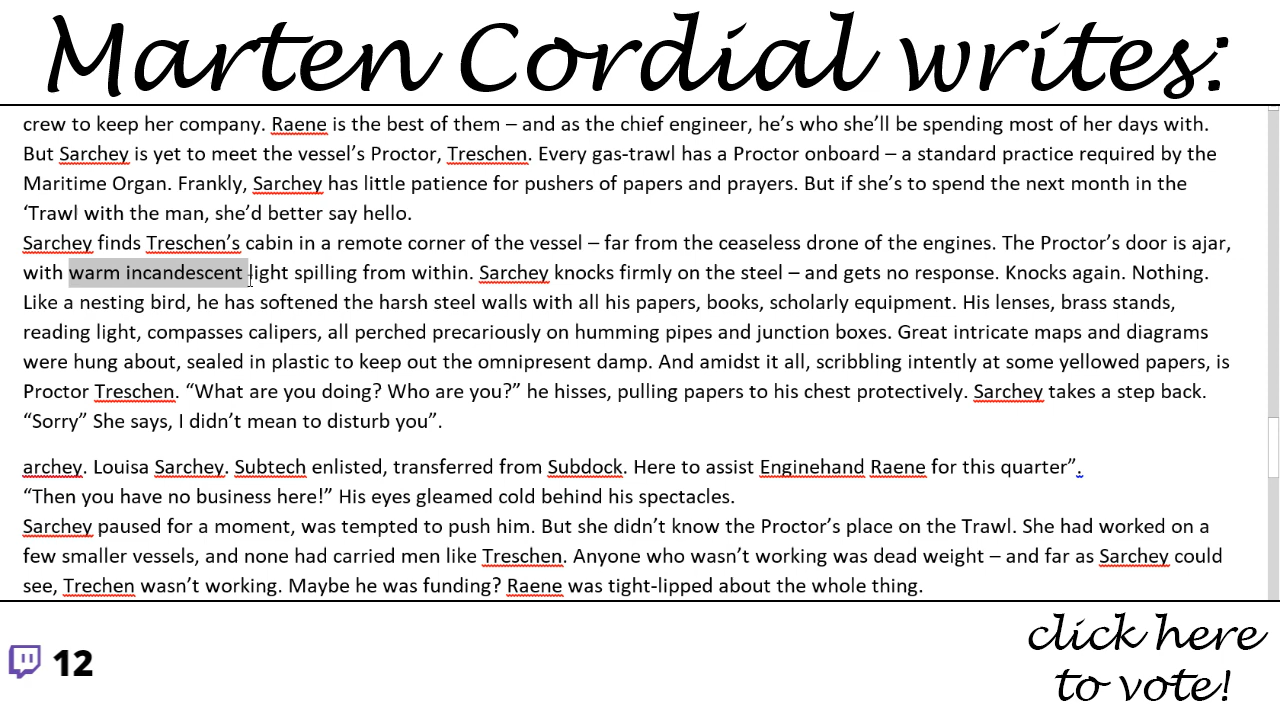 Marten Cordial writes:
crew to keep her company. Raene is the best of them – and as the chief engineer, he’s who she’ll be spending most of her days with.
But Sarchey is yet to meet the vessel’s Proctor, Treschen. Every gas-trawl has a Proctor onboard – a standard practice required by the
Maritime Organ. Frankly, Sarchey has little patience for pushers of papers and prayers. But if she’s to spend the next month in the
‘Trawl with the man, she’d better say hello.
Sarchey finds Treschen’s cabin in a remote corner of the vessel – far from the ceaseless drone of the engines. The Proctor’s door is ajar,
with warm incandescent light spilling from within. Sarchey knocks firmly on the steel – and gets no response. Knocks again. Nothing.
Like a nesting bird, he has softened the harsh steel walls with all his papers, books, scholarly equipment. His lenses, brass stands,
reading light, compasses calipers, all perched precariously on humming pipes and junction boxes. Great intricate maps and diagrams
were hung about, sealed in plastic to keep out the omnipresent damp. And amidst it all, scribbling intently at some yellowed papers, is
Proctor Treschen. “What are you doing? Who are you?” he hisses, pulling papers to his chest protectively. Sarchey takes a step back.
“Sorry” She says, I didn’t mean to disturb you”.
archey. Louisa Sarchey. Subtech enlisted, transferred from Subdock. Here to assist Enginehand Raene for this quarter”.
“Then you have no business here!” His eyes gleamed cold behind his spectacles.
Sarchey paused for a moment, was tempted to push him. But she didn’t know the Proctor’s place on the Trawl. She had worked on a
few smaller vessels, and none had carried men like Treschen. Anyone who wasn’t working was dead weight – and far as Sarchey could
see, Trechen wasn’t working. Maybe he was funding? Raene was tight-lipped about the whole thing.
12
click here
to vote!